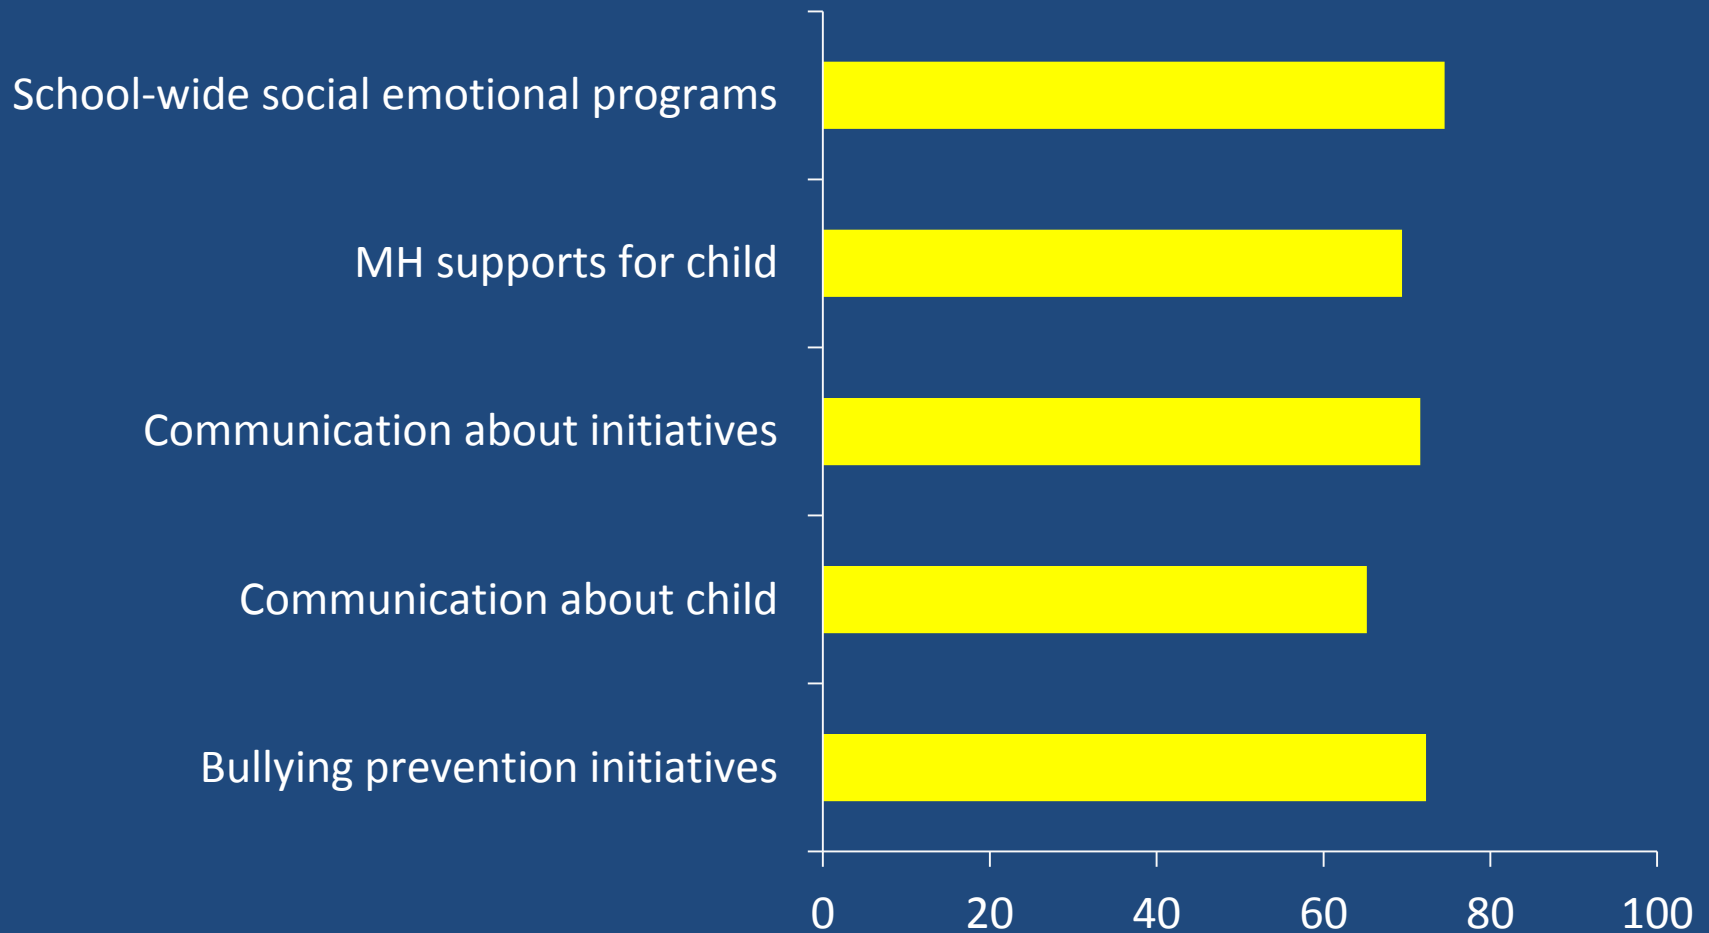 School-wide social emotional programs
MH supports for child
Communication about initiatives
Communication about child
Bullying prevention initiatives
0 20 40 60 80 100